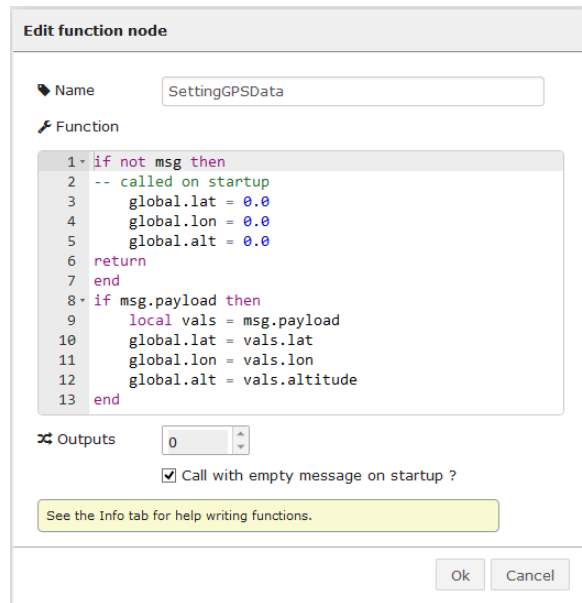 Edit function node
Name
SettingGPSData
Function
1 if not msg then
2 -- called on startup
3     global.lat = 0.0
4     global.lon = 0.0
5     global.alt = 0.0
6 return
7 end
8 if msg.payload then
9     local vals = msg.payload
10     global.lat = vals.lat
11     global.lon = vals.lon
12     global.alt = vals.altitude
13 end
Outputs
0
Call with empty message on startup ?
See the Info tab for help writing functions.
Ok Cancel